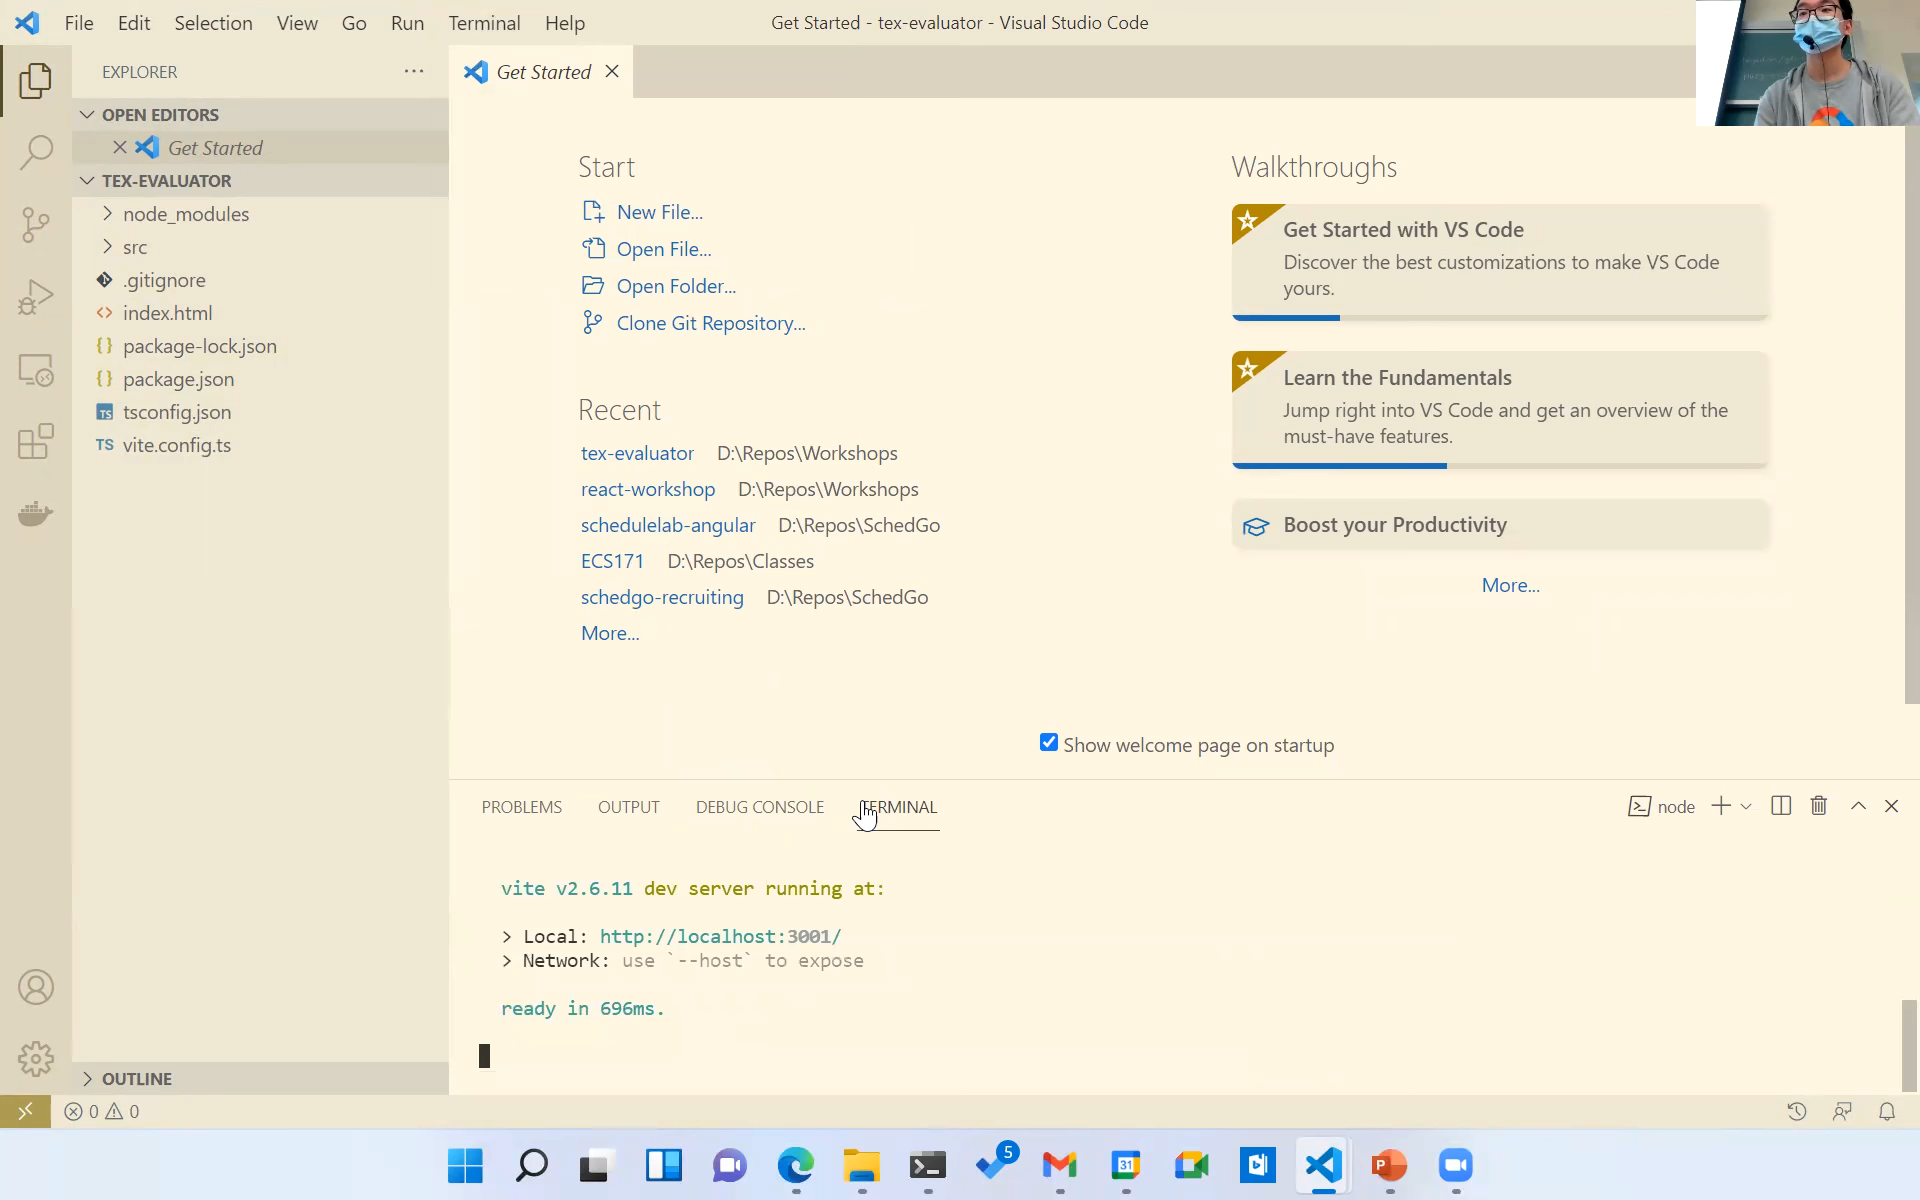 File Edit Selection View Go Run Terminal Help
Get Started - tex-evaluator - Visual Studio Code
EXPLORER
OPEN EDITORS
Get Started
TEX-EVALUATOR
node_modules
src
.gitignore
index.html
package-lock.json
package.json
TS tsconfig.json
TS vite.config.ts
OUTLINE
Get Started
Start
New File...
Open File...
Open Folder...
Clone Git Repository...
Recent
tex-evaluator D:\Repos\Workshops
react-workshop D:\Repos\Workshops
schedulelab-angular D:\Repos\SchedGo
ECS171 D:\Repos\Classes
schedgo-recruiting D:\Repos\SchedGo
More...
Walkthroughs
Get Started with VS Code
Discover the best customizations to make VS Code
yours.
Learn the Fundamentals
Jump right into VS Code and get an overview of the
must-have features.
Boost your Productivity
More...
Show welcome page on startup
PROBLEMS OUTPUT DEBUG CONSOLE TERMINAL
node
vite v2.6.11 dev server running at:
> Local: http://localhost:3001/
> Network: use `--host` to expose
ready in 696ms.
0 0
5
31
P